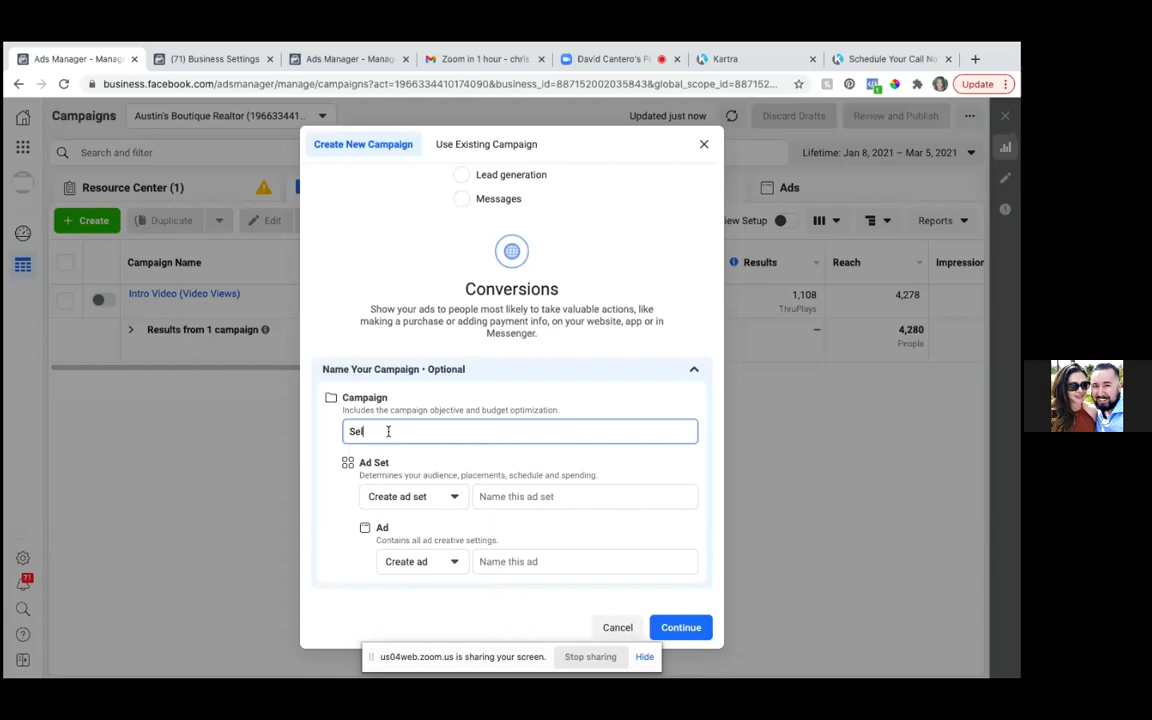 Ads Manager - Manag
(71) Business Settings
Ads Manager - Manag
Zoom in 1 hour - chris
David Cantero's P
Kartra
Schedule Your Call No
business.facebook.com/adsmanager/manage/campaigns?act=1966334410174090&business_id=887152002035843&global_scope_id=887152...
Update
Campaigns
Austin's Boutique Realtor (19663341...
Updated just now
Discard Drafts
Review and Publish
Create New Campaign
Use Existing Campaign
Search and filter
Lifetime: Jan 8, 2021 – Mar 5, 2021
Lead generation
Resource Center (1)
Ads
Messages
+ Create
Duplicate
Edit
ew Setup
Reports
Campaign Name
Results
Reach
Impression
Conversions
Intro Video (Video Views)
1,108
ThruPlays
4,278
Show your ads to people most likely to take valuable actions, like
making a purchase or adding payment info, on your website, app or in
Messenger.
Results from 1 campaign
–
4,280
People
Name Your Campaign • Optional
Campaign
Includes the campaign objective and budget optimization.
Sel
Ad Set
Determines your audience, placements, schedule and spending.
Create ad set
Name this ad set
Ad
Contains all ad creative settings.
Create ad
Name this ad
71
Cancel
Continue
us04web.zoom.us is sharing your screen.
Stop sharing
Hide